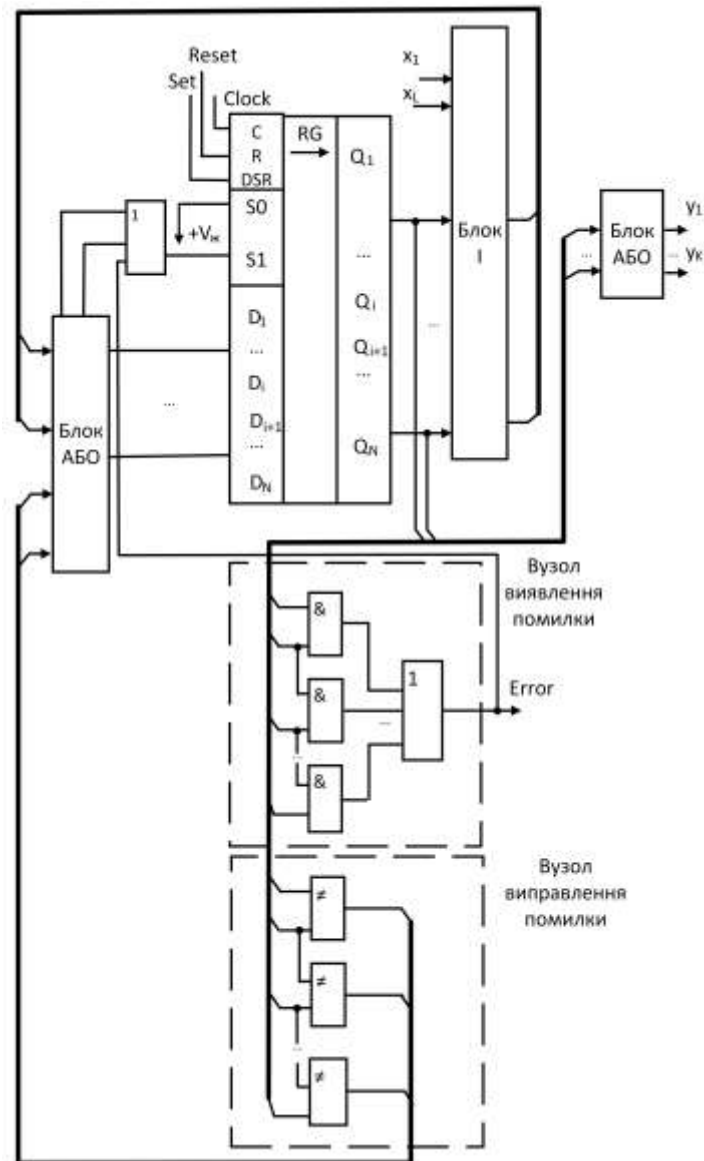 Reset
Set
Clock
C
R
DSR
S0
S1
+Vж
1
D1
...
Di
Di+1
...
DN
RG
Q1
...
Qi
Qi+1
...
QN
x1
xL
Блок
І
...
Блок
АБО
...
y1
...
yK
...
Блок
АБО
...
Вузол
виявлення
помилки
&
&
...
&
1
...
Error
Вузол
виправлення
помилки
≠
≠
...
≠